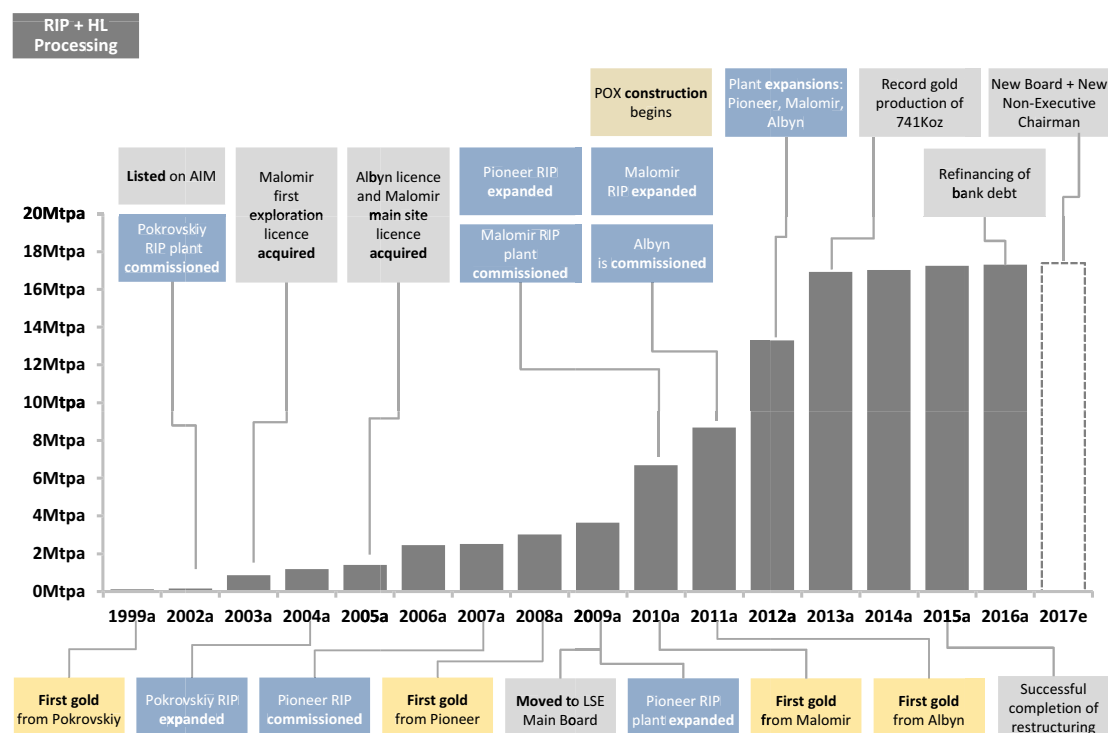 RIP + HL
Processing
POX construction
begins
Plant expansions:
Pioneer, Malomir,
Albyn
Record gold
production of
741Koz
New Board + New
Non-Executive
Chairman
Listed on AIM
Malomir
first
exploration
licence
acquired
Albyn licence
and Malomir
main site
licence
acquired
Pioneer RIP
expanded
Malomir
RIP expanded
Refinancing of
bank debt
Pokrovskiy
RIP plant
commissioned
Malomir RIP
plant
commissioned
Albyn
is commissioned
20Mtpa
18Mtpa
16Mtpa
14Mtpa
12Mtpa
10Mtpa
8Mtpa
6Mtpa
4Mtpa
2Mtpa
0Mtpa
1999a 2002a 2003a 2004a 2005a 2006a 2007a 2008a 2009a 2010a 2011a 2012a 2013a 2014a 2015a 2016a 2017e
First gold
from Pokrovskiy
Pokrovskiy RIP
expanded
Pioneer RIP
commissioned
First gold
from Pioneer
Moved to LSE
Main Board
Pioneer RIP
plant expanded
First gold
from Malomir
First gold
from Albyn
Successful
completion of
restructuring